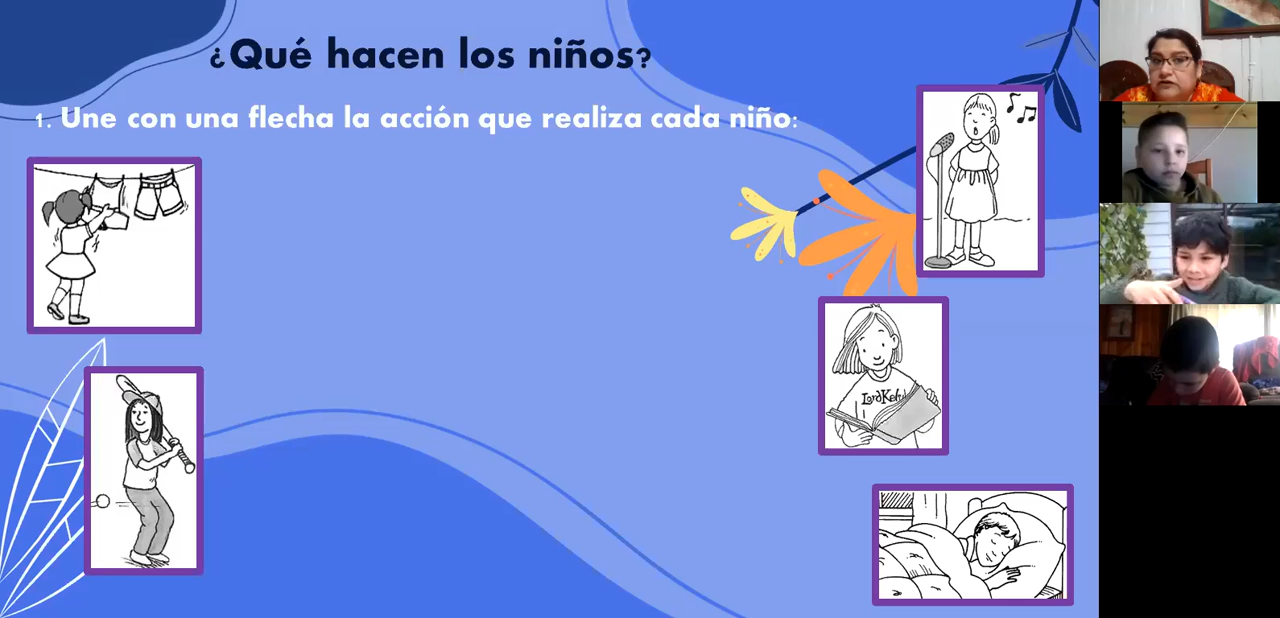 ¿Qué hacen los niños?
1. Une con una flecha la acción que realiza cada niño: